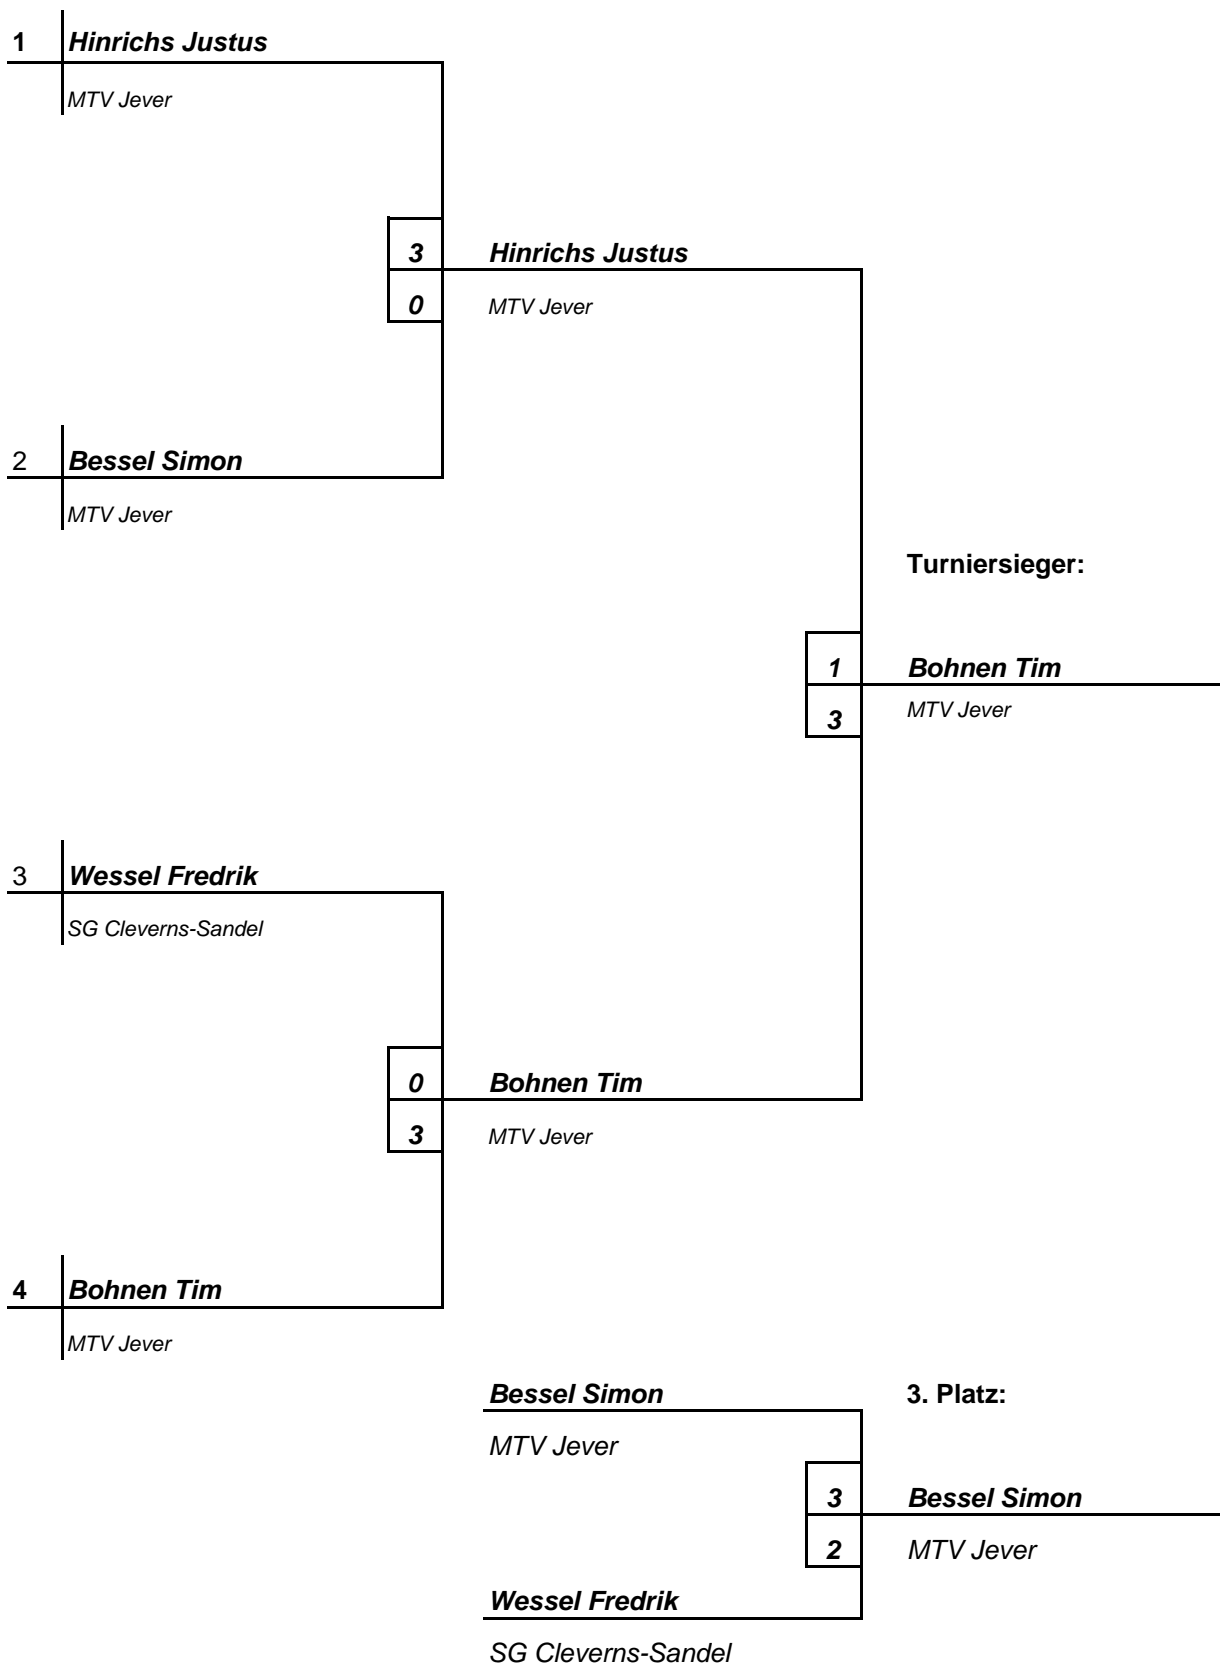 1 Hinrichs Justus
MTV Jever
3 Hinrichs Justus
0 MTV Jever
2 Bessel Simon
MTV Jever
Turniersieger:
1 Bohnen Tim
3 MTV Jever
3 Wessel Fredrik
SG Cleverns-Sandel
0 Bohnen Tim
3 MTV Jever
4 Bohnen Tim
MTV Jever
Bessel Simon 3. Platz:
MTV Jever
3 Bessel Simon
2 MTV Jever
Wessel Fredrik
SG Cleverns-Sandel